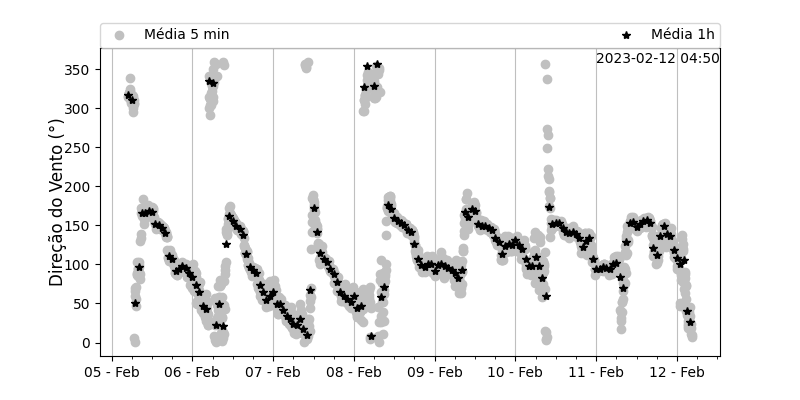 Média 5 min
Média 1h
2023-02-12 04:50
Direção do Vento (°)
350
300
250
200
150
100
50
0
05 - Feb
06 - Feb
07 - Feb
08 - Feb
09 - Feb
10 - Feb
11 - Feb
12 - Feb